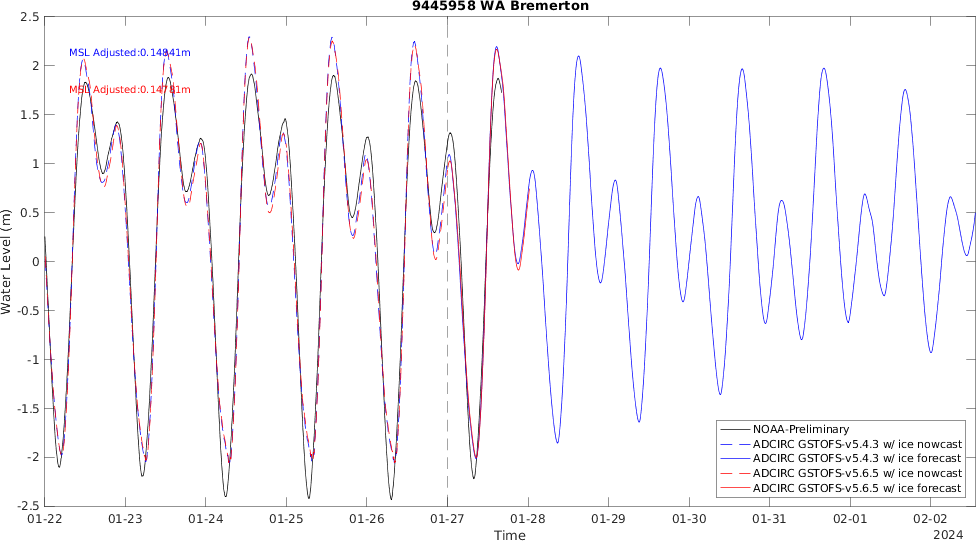 9445958 WA Bremerton
Water Level (m)
2.5
2
1.5
1
0.5
0
-0.5
-1
-1.5
-2
-2.5
MSL Adjusted:0.14841m
MSL Adjusted:0.14781m
NOAA-Preliminary
ADCIRC GSTOFS-v5.4.3 w/ ice nowcast
ADCIRC GSTOFS-v5.4.3 w/ ice forecast
ADCIRC GSTOFS-v5.6.5 w/ ice nowcast
ADCIRC GSTOFS-v5.6.5 w/ ice forecast
01-22 01-23 01-24 01-25 01-26 01-27 01-28 01-29 01-30 01-31 02-01 02-02
Time
2024